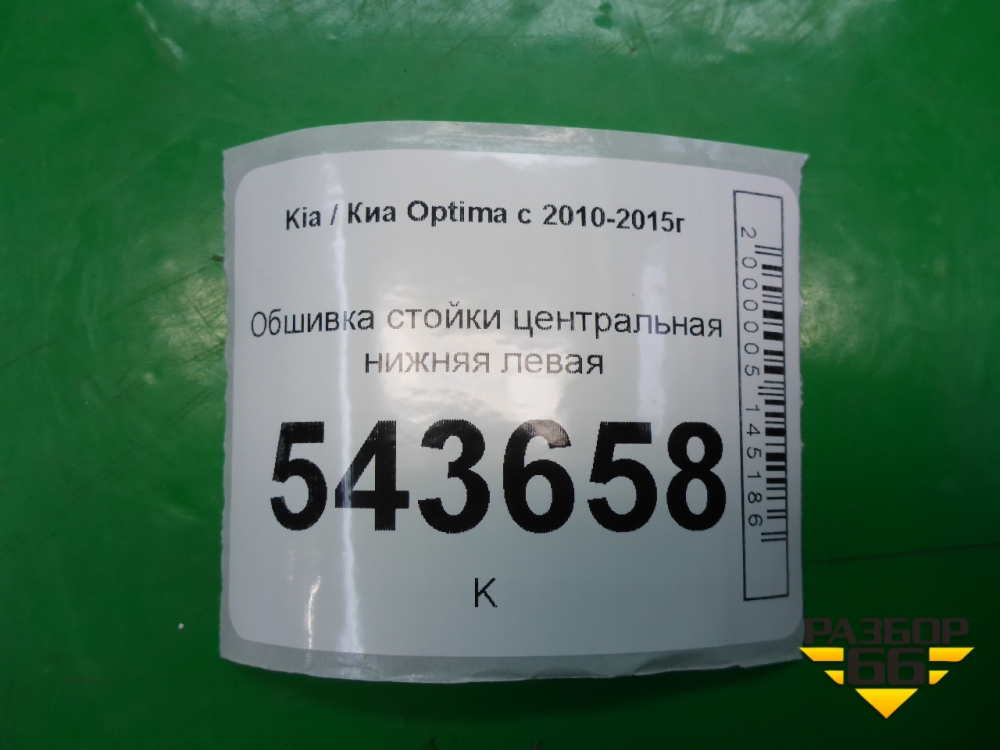 Kia / Киа Optima с 2010-2015г
Обшивка стойки центральная
нижняя левая
543658
К
2000005145186
РАЗБОР
66